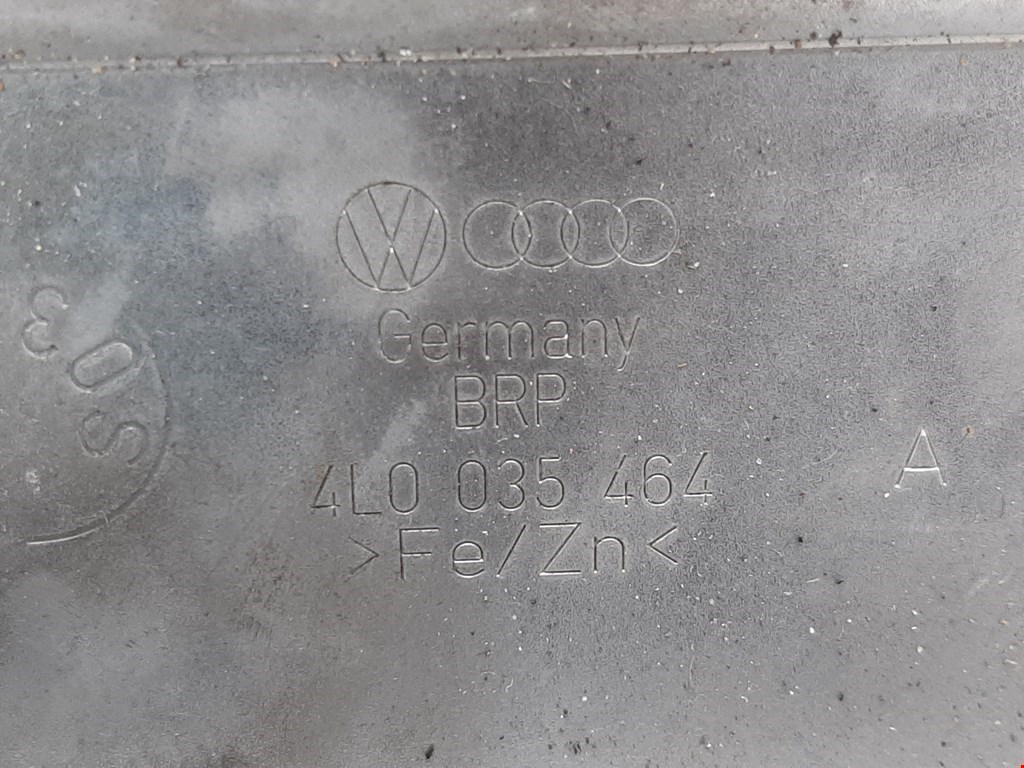 Germany
BRP
4L0 035 464 A
>Fe/Zn<